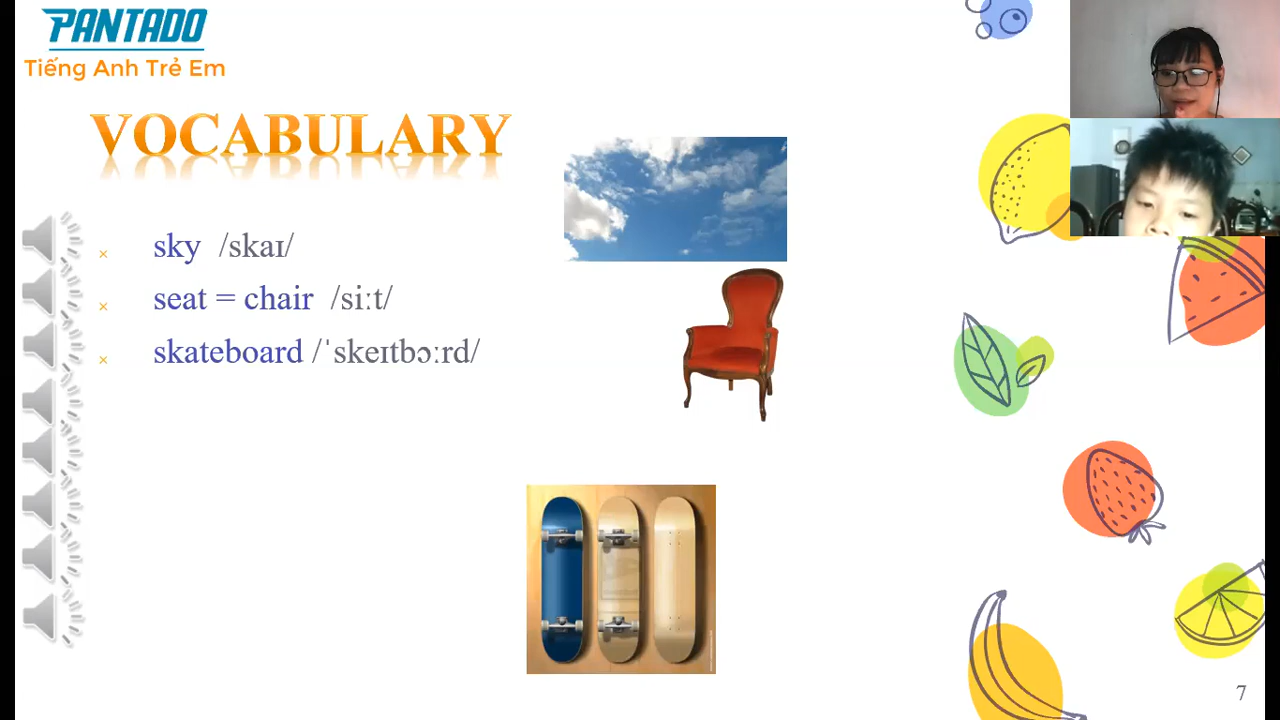 PANTADO
Tiếng Anh Trẻ Em
VOCABULARY
× sky /skaɪ/
× seat = chair /siːt/
× skateboard /ˈskeɪtbɔːrd/
7